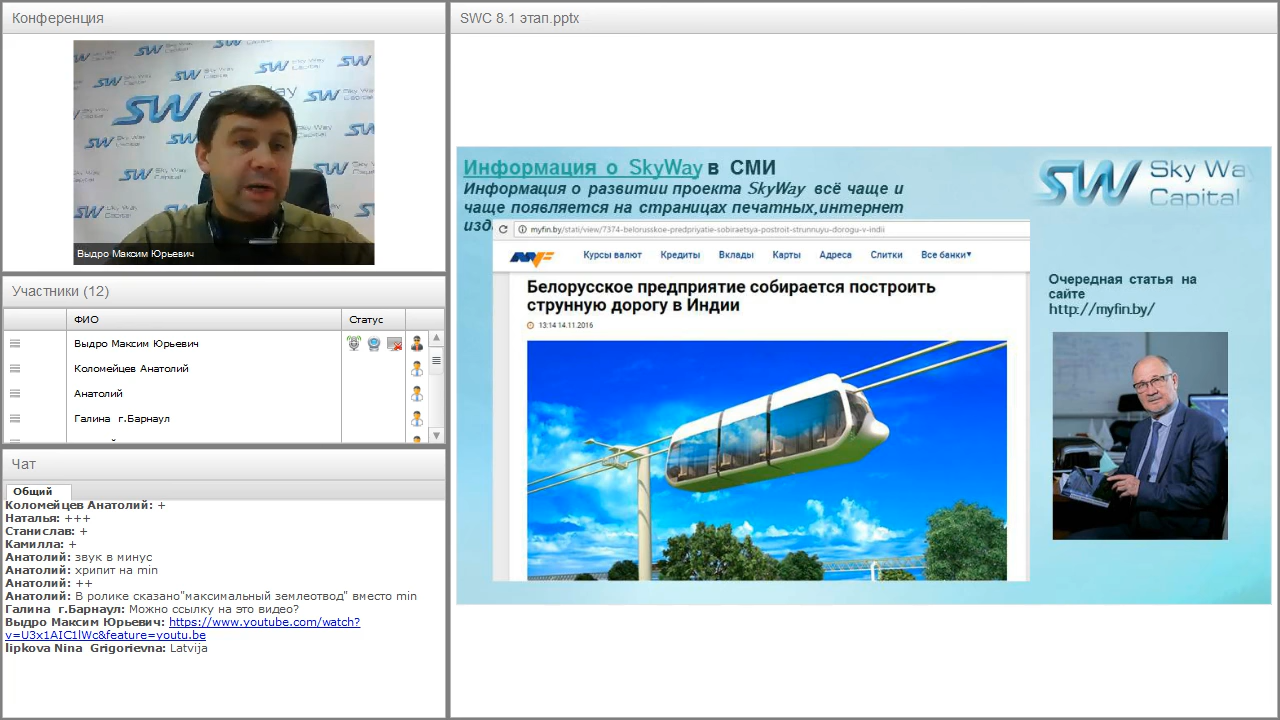 Конференция
Sky Way
Capital
SW
Выдро Максим Юрьевич
Участники (12)
ФИО
Статус
Выдро Максим Юрьевич
Коломейцев Анатолий
Анатолий
Галина г.Барнаул
Чат
Общий
Коломейцев Анатолий: +
Наталья: +++
Станислав: +
Камилла: +
Анатолий: звук в минус
Анатолий: хрипит на min
Анатолий: ++
Анатолий: В ролике сказано"максимальный землеотвод" вместо min
Галина г.Барнаул: Можно ссылку на это видео?
Выдро Максим Юрьевич: https://www.youtube.com/watch?
v=U3x1AIC1lWc&feature=youtu.be
lipkova Nina Grigorievna: Latvija
SWC 8.1 этап.pptx
Информация о SkyWay в СМИ
Информация о развитии проекта SkyWay всё чаще и
чаще появляется на страницах печатных,интернет
SW Sky Way
Capital
myfin.by/stati/view/7374-belorusskoe-predpriyatie-sobiraetsya-postroit-strunnuyu-dorogu-v-indii
Курсы валют Кредиты Вклады Карты Адреса Слитки Все банки
Белорусское предприятие собирается построить
струнную дорогу в Индии
13:14 14.11.2016
Очередная статья на
сайте
http://myfin.by/